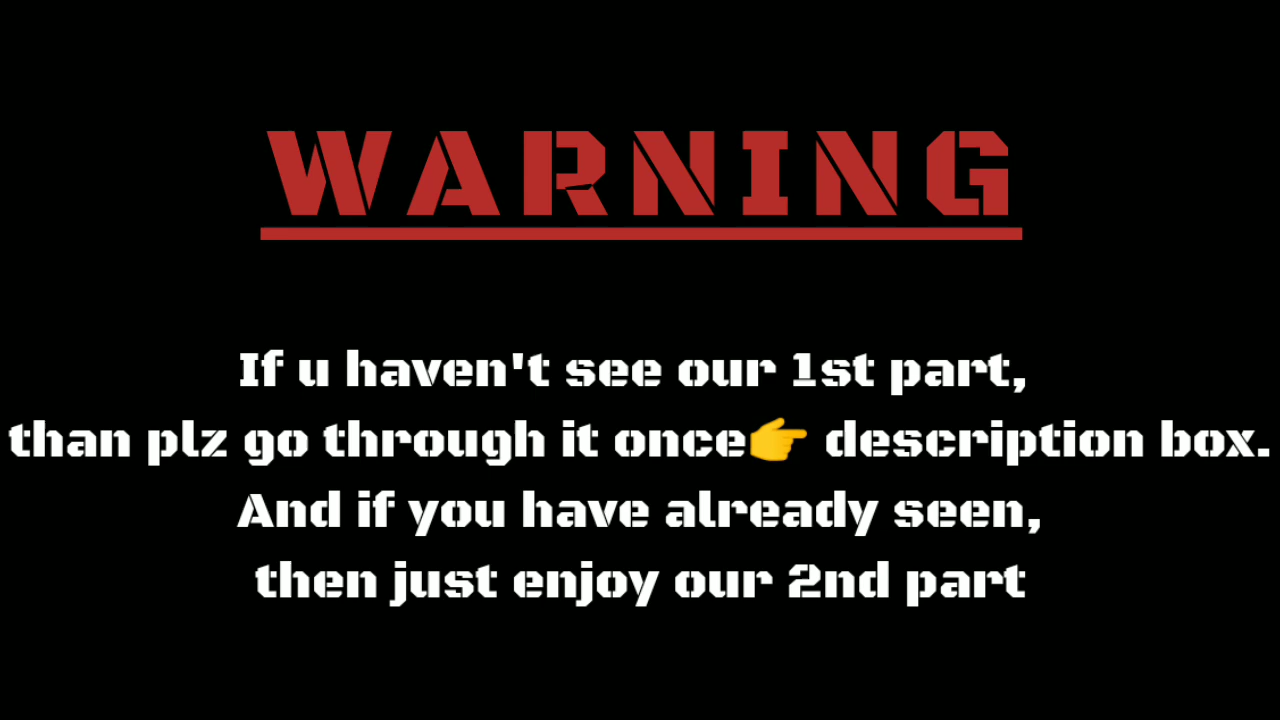 WARNING
If u haven't see our 1st part,
than plz go through it once👉 description box.
And if you have already seen,
then just enjoy our 2nd part